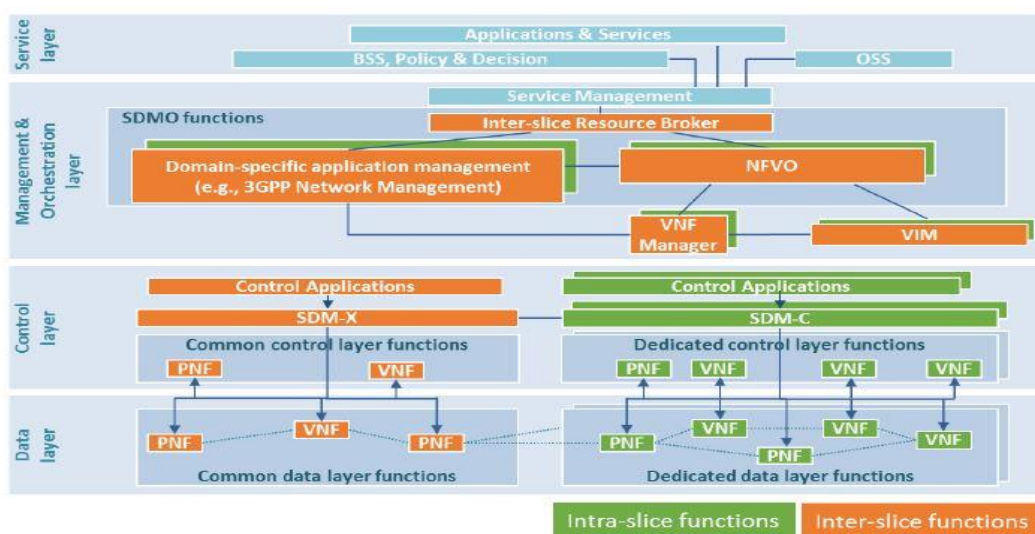 Service
layer
Applications & Services
BSS, Policy & Decision
OSS
Management &
Orchestration
layer
Service Management
SDMO functions
Inter-slice Resource Broker
Domain-specific application management
(e.g., 3GPP Network Management)
NFVO
VNF
Manager
VIM
Control
layer
Control Applications
Control Applications
SDM-X
SDM-C
Common control layer functions
Dedicated control layer functions
PNF
VNF
PNF
VNF
VNF
VNF
Data
layer
PNF
VNF
PNF
PNF
VNF
PNF
VNF
VNF
Common data layer functions
Dedicated data layer functions
Intra-slice functions
Inter-slice functions